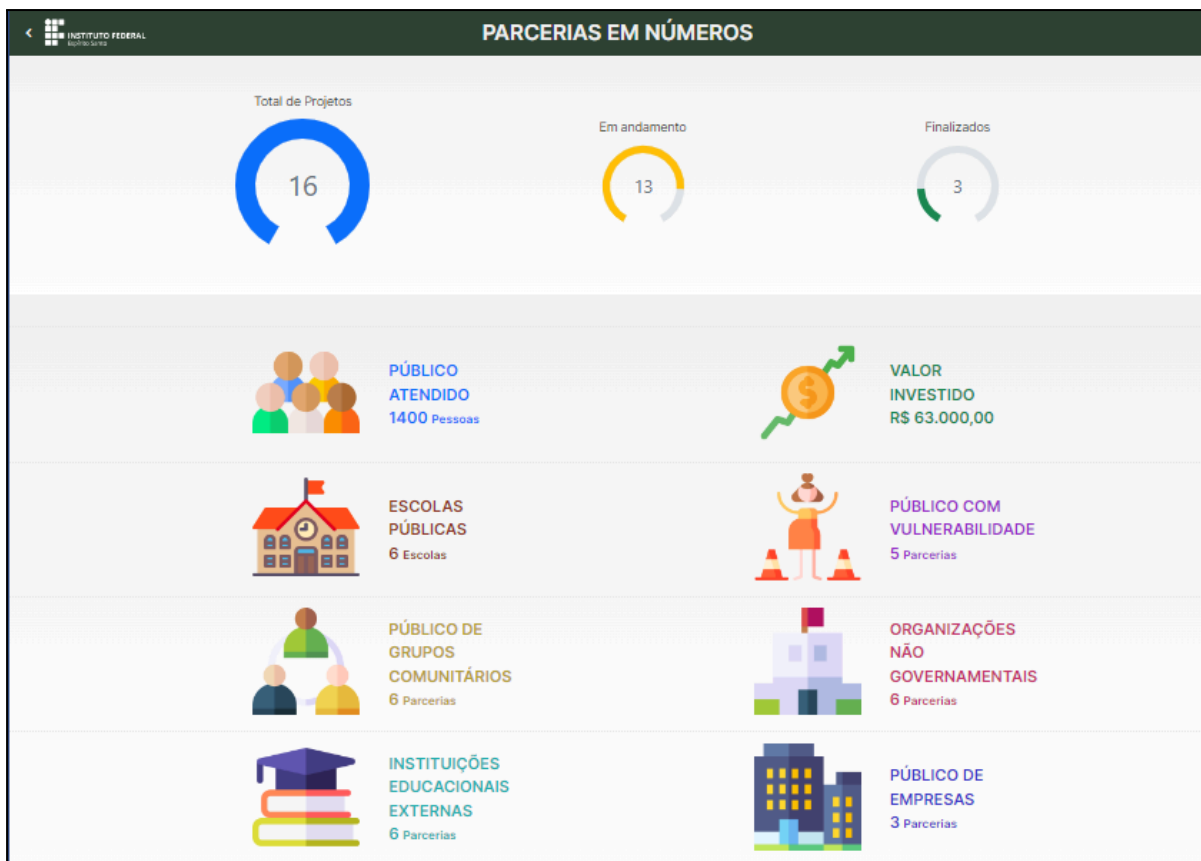 INSTITUTO FEDERAL
Espírito Santo
PARCERIAS EM NÚMEROS
Total de Projetos
16
Em andamento
13
Finalizados
3
PÚBLICO
ATENDIDO
1400 Pessoas
VALOR
INVESTIDO
R$ 63.000,00
ESCOLAS
PÚBLICAS
6 Escolas
PÚBLICO COM
VULNERABILIDADE
5 Parcerias
PÚBLICO DE
GRUPOS
COMUNITÁRIOS
6 Parcerias
ORGANIZAÇÕES
NÃO
GOVERNAMENTAIS
6 Parcerias
INSTITUIÇÕES
EDUCACIONAIS
EXTERNAS
6 Parcerias
PÚBLICO DE
EMPRESAS
3 Parcerias